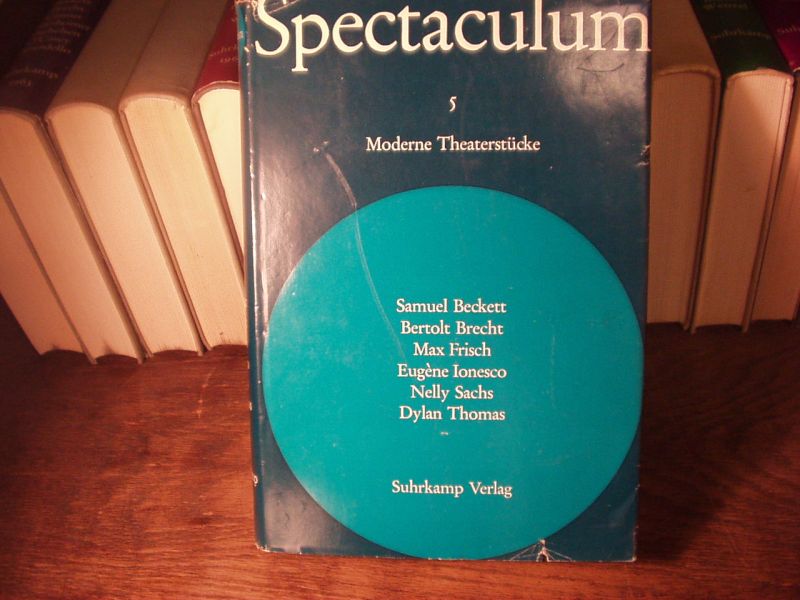 Spectaculum
5
Moderne Theaterstücke
Samuel Beckett
Bertolt Brecht
Max Frisch
Eugène Ionesco
Nelly Sachs
Dylan Thomas
Suhrkamp Verlag